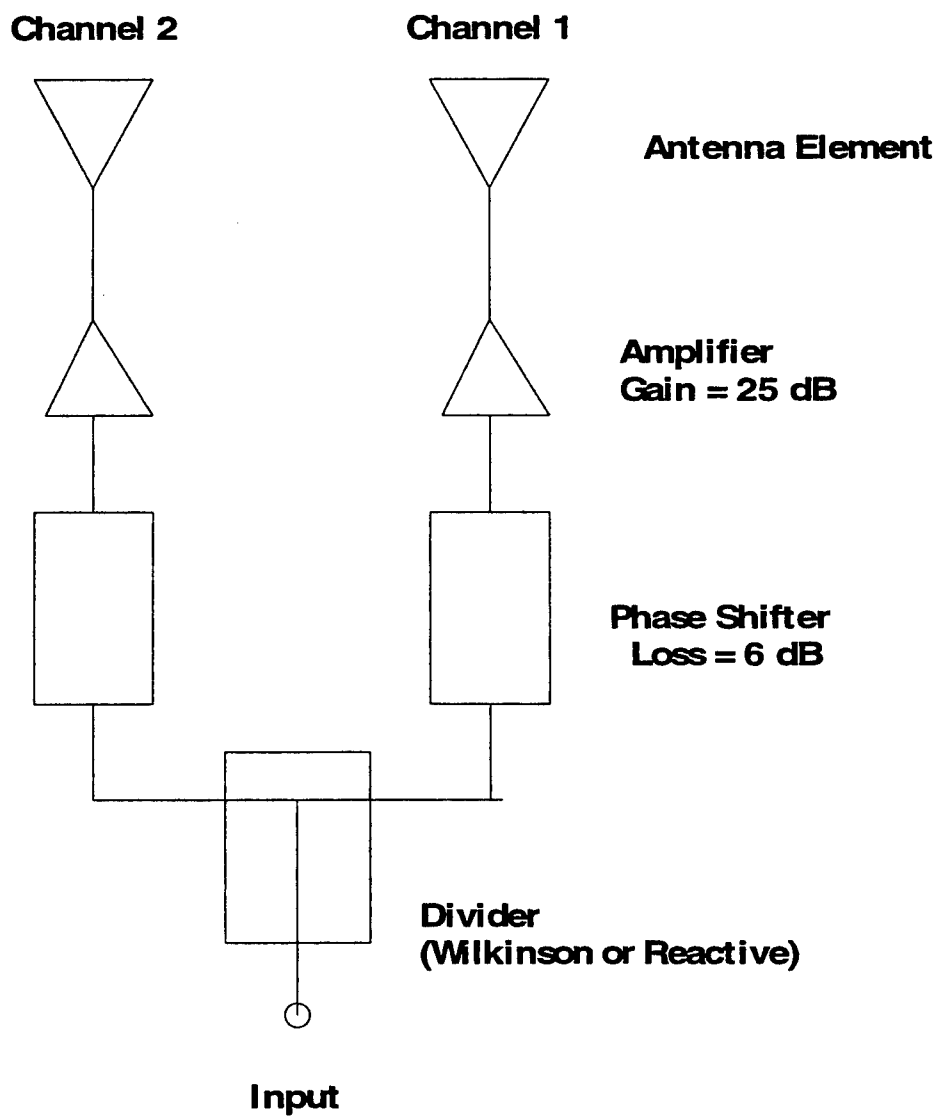 Channel 2
Channel 1
Antenna Element
Amplifier
Gain = 25 dB
Phase Shifter
Loss = 6 dB
Divider
(Wilkinson or Reactive)
Input